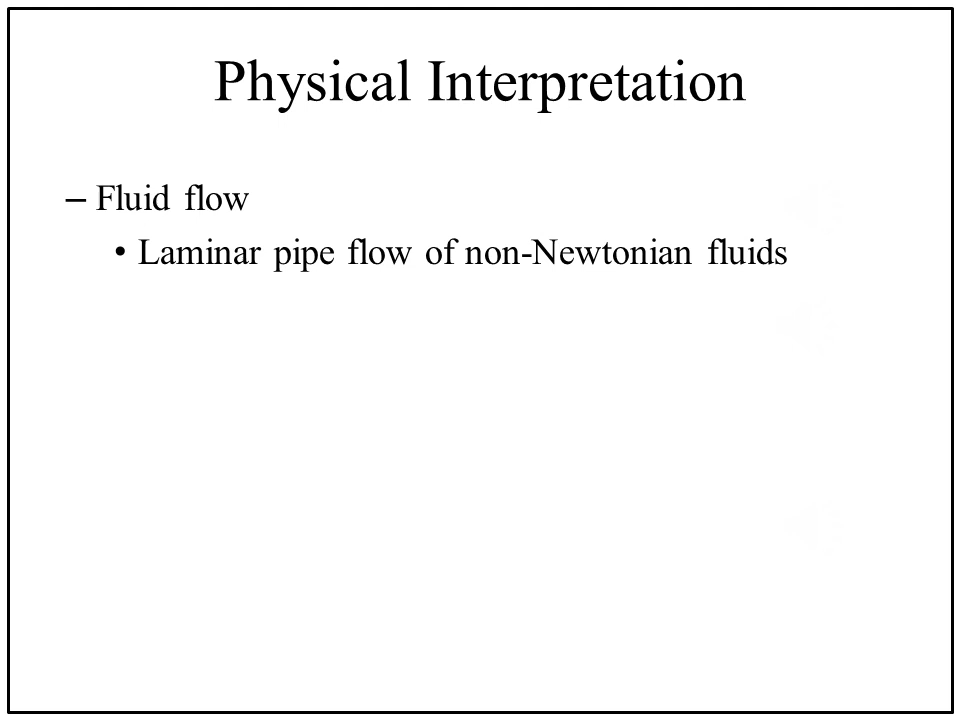 Physical Interpretation
– Fluid flow
• Laminar pipe flow of non-Newtonian fluids